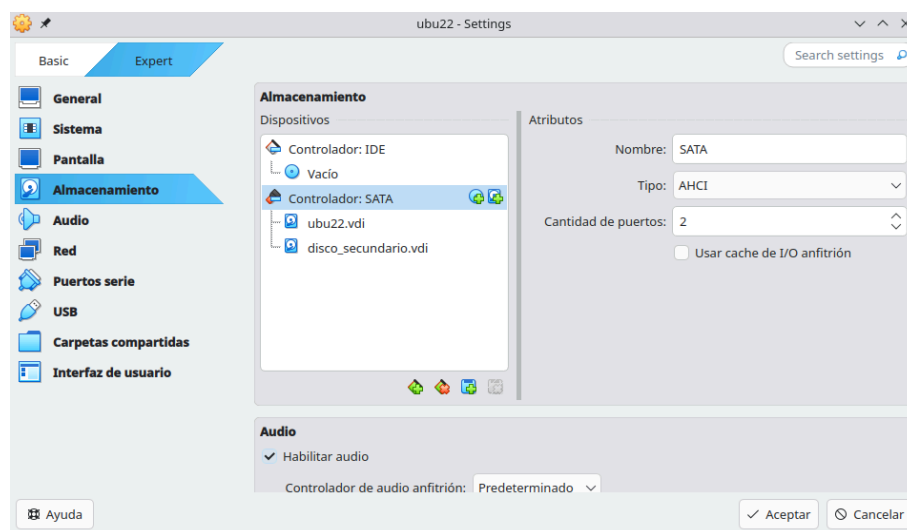 ubu22 - Settings
Basic
Expert
Search settings
General
Sistema
Pantalla
Almacenamiento
Audio
Red
Puertos serie
USB
Carpetas compartidas
Interfaz de usuario
Almacenamiento
Dispositivos
Controlador: IDE
Vacío
Controlador: SATA
ubu22.vdi
disco_secundario.vdi
Atributos
Nombre: SATA
Tipo: AHCI
Cantidad de puertos: 2
Usar cache de I/O anfitrión
Audio
Habilitar audio
Controlador de audio anfitrión: Predeterminado
Ayuda
Aceptar
Cancelar